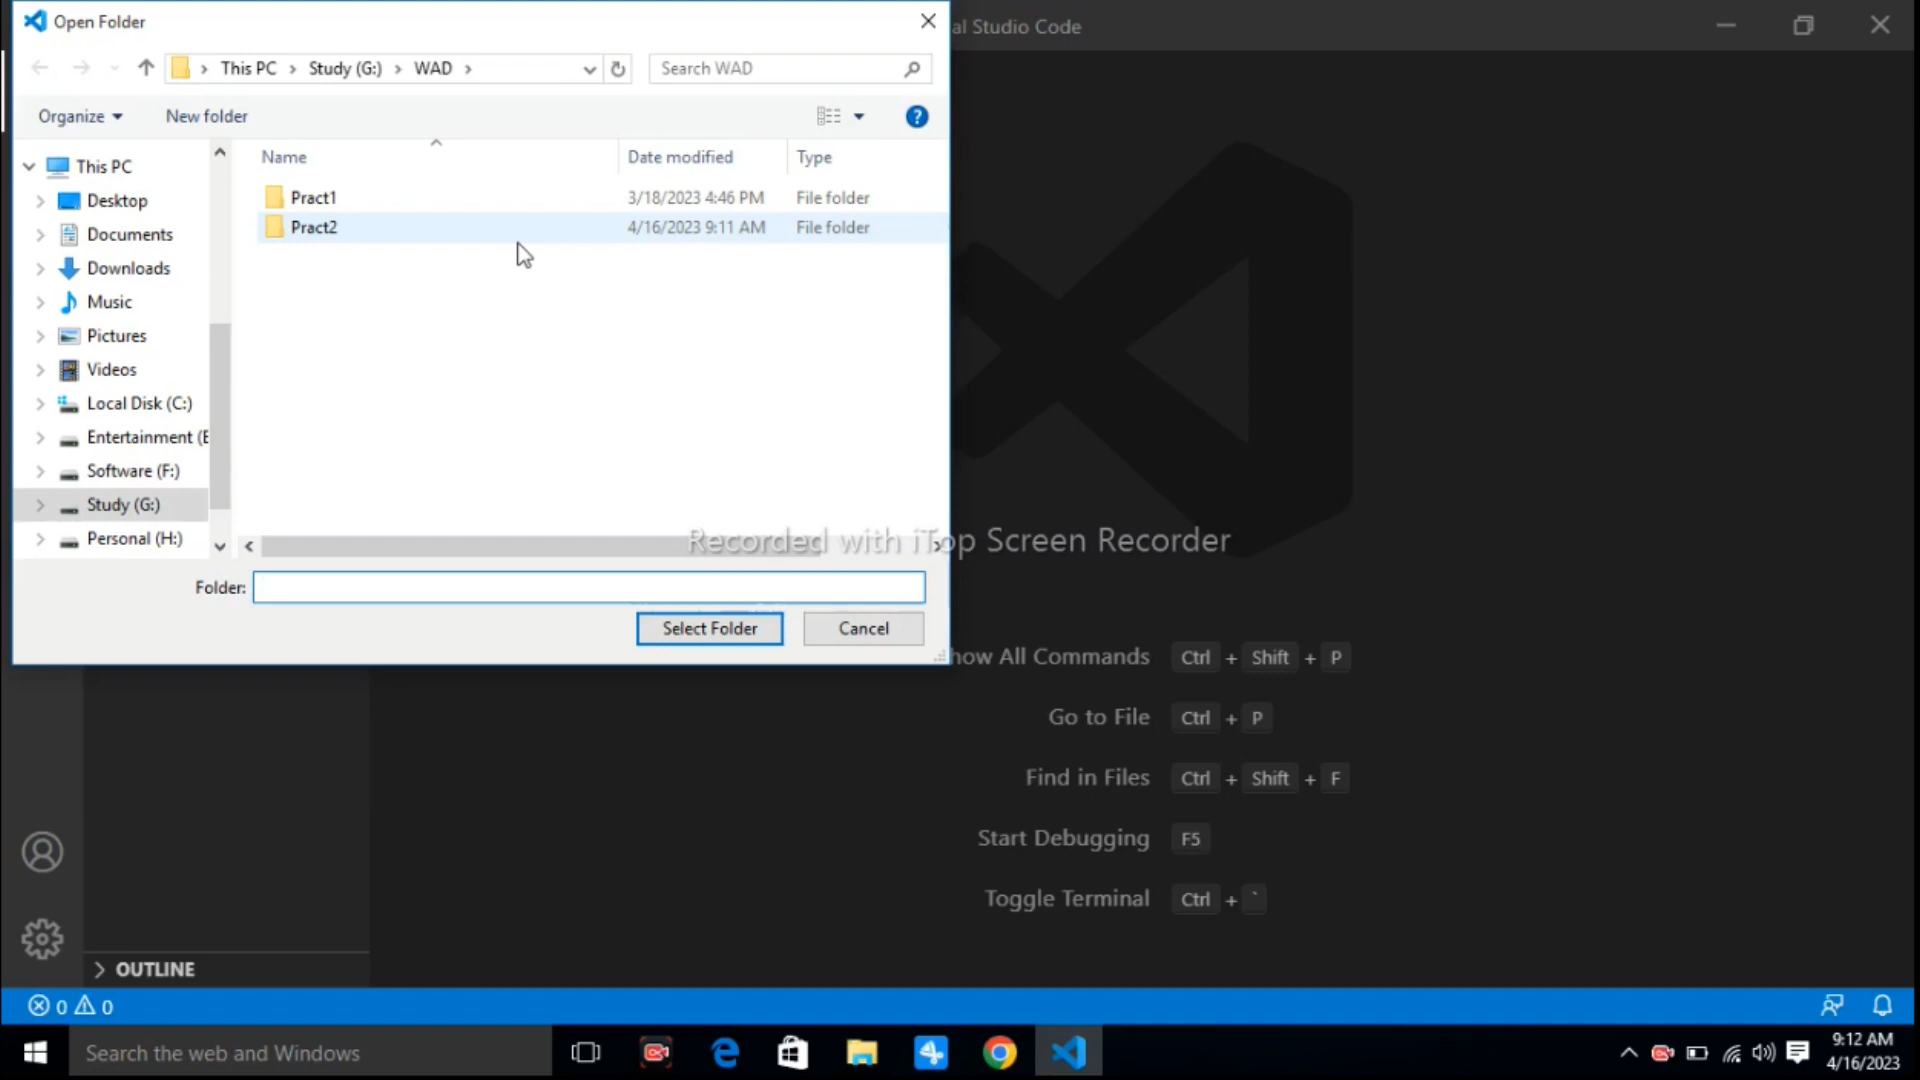 Open Folder
al Studio Code
This PC Study (G:) WAD
Search WAD
Organize
New folder
?
Name
Date modified
Type
Pract1
3/18/2023 4:46 PM
File folder
Pract2
4/16/2023 9:11 AM
File folder
This PC
Desktop
Documents
Downloads
Music
Pictures
Videos
Local Disk (C:)
Entertainment (E
Software (F:)
Study (G:)
Personal (H:)
Recorded with iTop Screen Recorder
Folder:
Select Folder
Cancel
how All Commands Ctrl + Shift + P
Go to File Ctrl + P
Find in Files Ctrl + Shift + F
Start Debugging F5
Toggle Terminal Ctrl + `
OUTLINE
0 0
Search the web and Windows
9:12 AM
4/16/2023